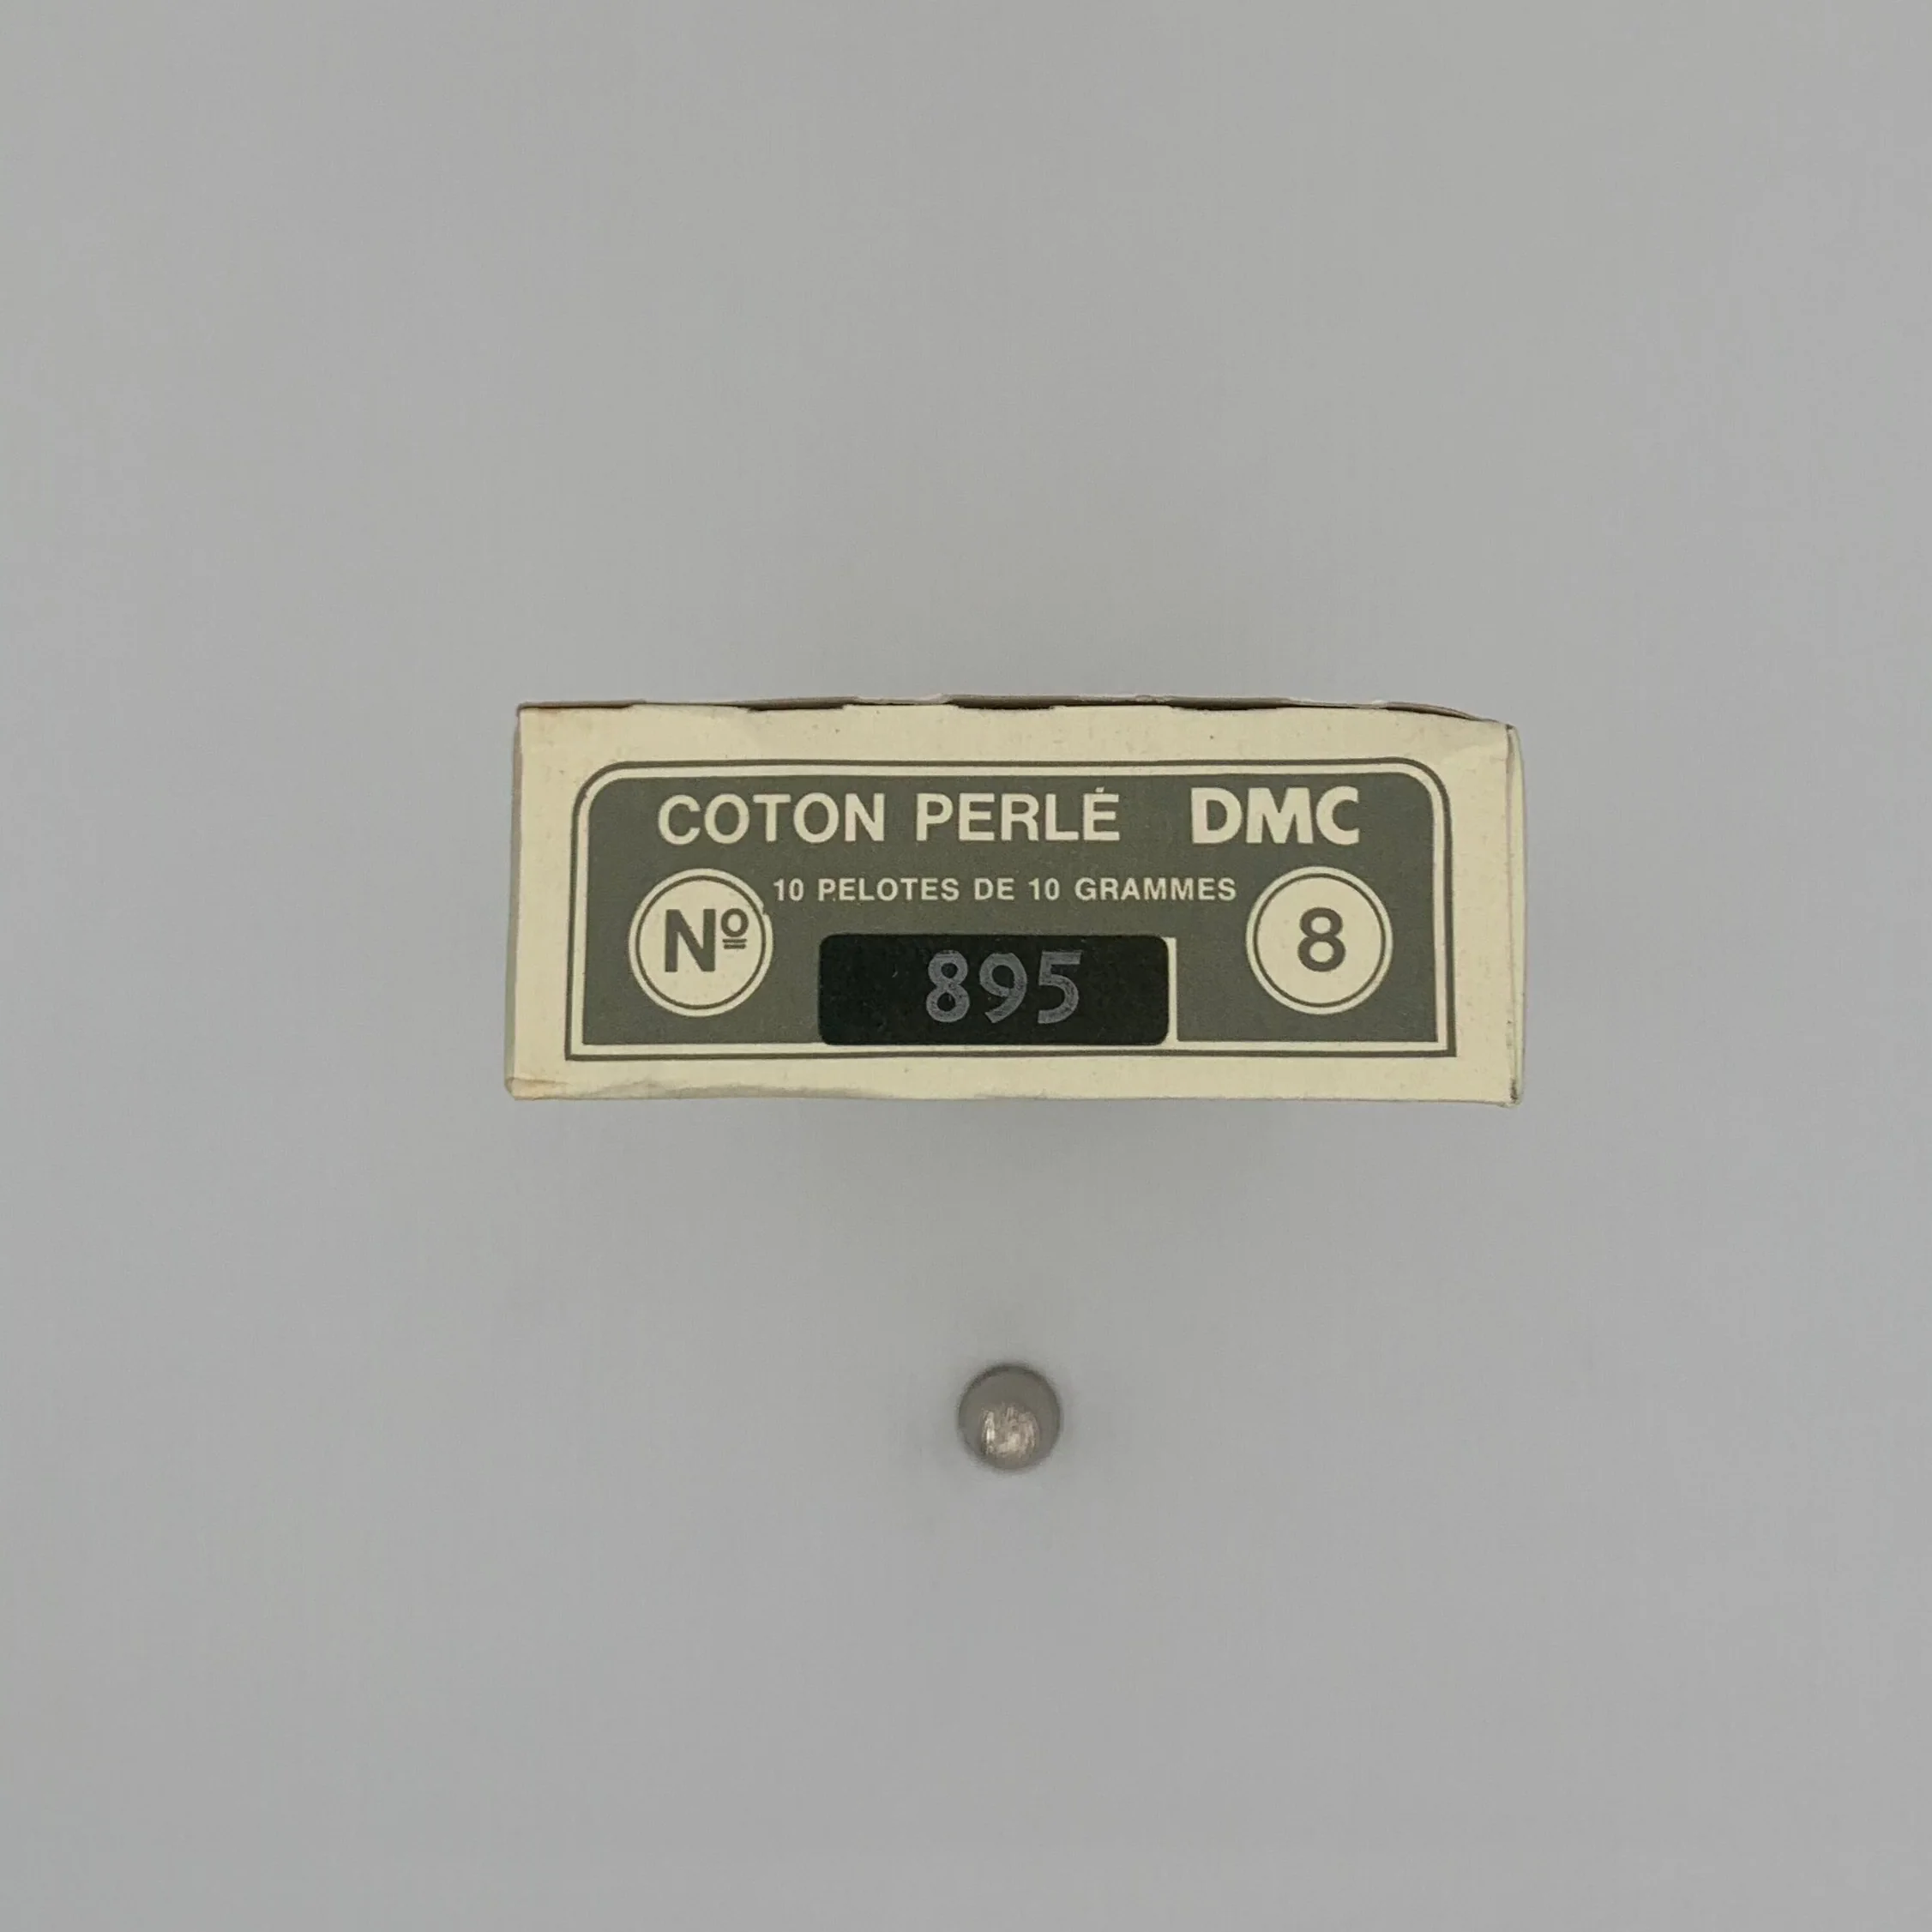 COTON PERLÉ DMC
10 PELOTES DE 10 GRAMMES
Nº 895 8